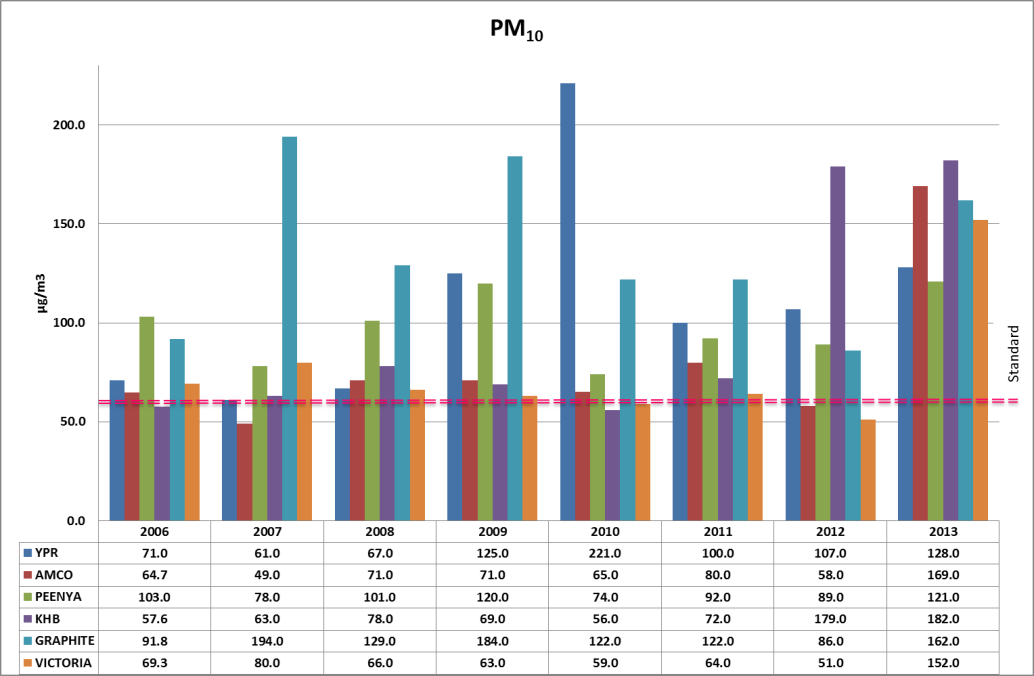 PM10
200.0
150.0
100.0
50.0
0.0
µg/m3
Standard
2006 2007 2008 2009 2010 2011 2012 2013
YPR 71.0 61.0 67.0 125.0 221.0 100.0 107.0 128.0
AMCO 64.7 49.0 71.0 71.0 65.0 80.0 58.0 169.0
PEENYA 103.0 78.0 101.0 120.0 74.0 92.0 89.0 121.0
KHB 57.6 63.0 78.0 69.0 56.0 72.0 179.0 182.0
GRAPHITE 91.8 194.0 129.0 184.0 122.0 122.0 86.0 162.0
VICTORIA 69.3 80.0 66.0 63.0 59.0 64.0 51.0 152.0